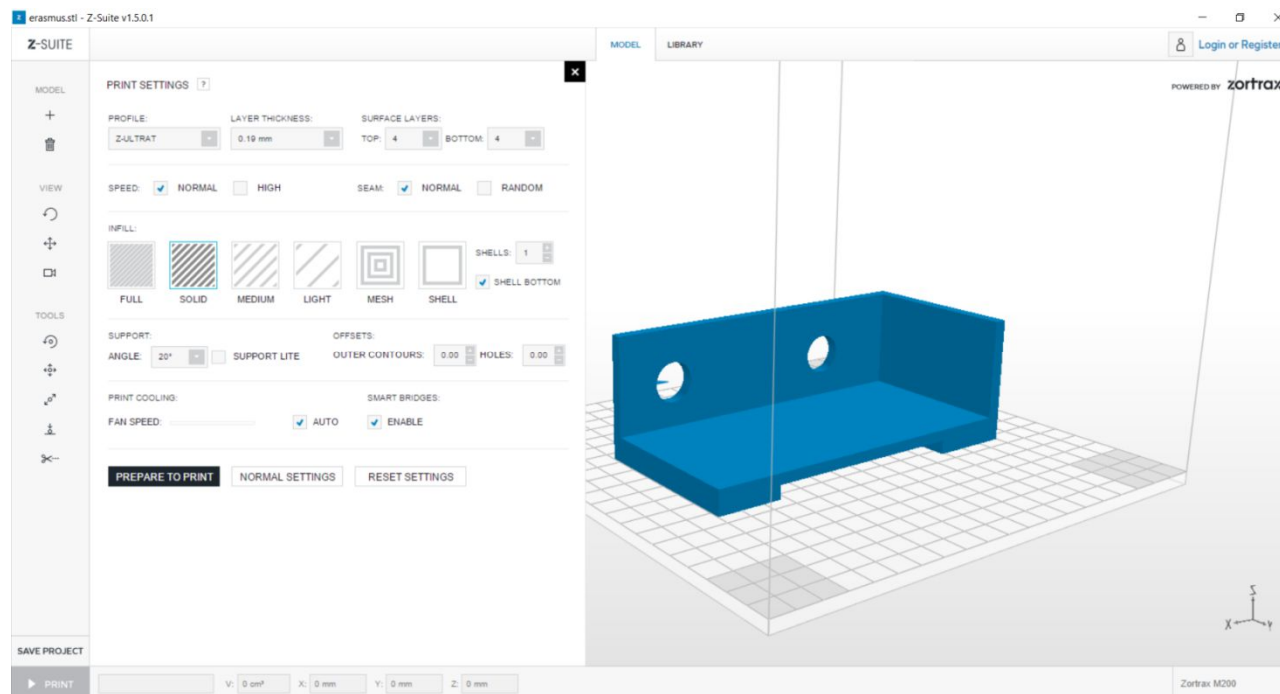 erasmus.stl - Z-Suite v1.5.0.1
Z-SUITE
MODEL
LIBRARY
Login or Register
POWERED BY zortrax
MODEL
VIEW
TOOLS
PRINT SETTINGS ?
PROFILE: LAYER THICKNESS: SURFACE LAYERS:
Z-ULTRAT 0.19 mm TOP: 4 BOTTOM: 4
SPEED: NORMAL HIGH SEAM: NORMAL RANDOM
INFILL:
SHELLS: 1
SHELL BOTTOM
FULL SOLID MEDIUM LIGHT MESH SHELL
SUPPORT: OFFSETS:
ANGLE: 20° SUPPORT LITE OUTER CONTOURS: 0.00 HOLES: 0.00
PRINT COOLING: SMART BRIDGES:
FAN SPEED: AUTO ENABLE
PREPARE TO PRINT NORMAL SETTINGS RESET SETTINGS
Z
X Y
SAVE PROJECT
PRINT V: 0 cm³ X: 0 mm Y: 0 mm Z: 0 mm Zortrax M200